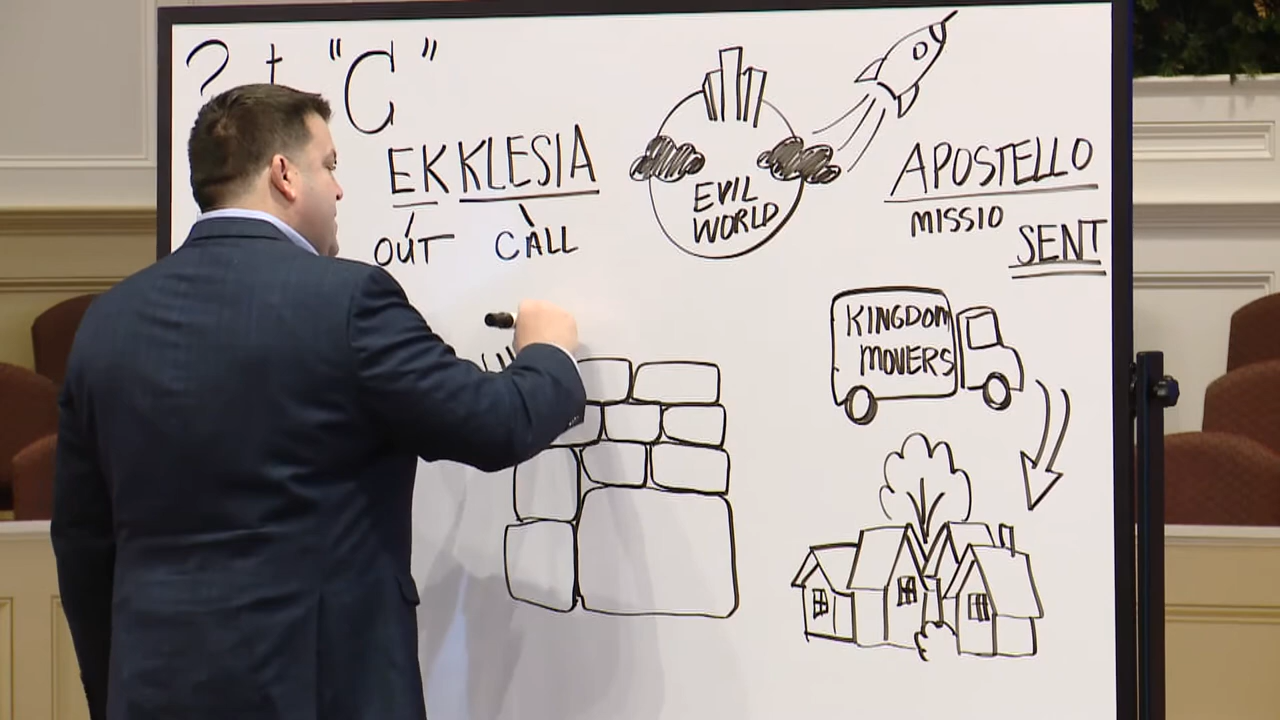 "C"
EKKLESIA
OUT CALL
EVIL
WORLD
APOSTELLO
MISSIO
SENT
KINGDOM
MOVERS